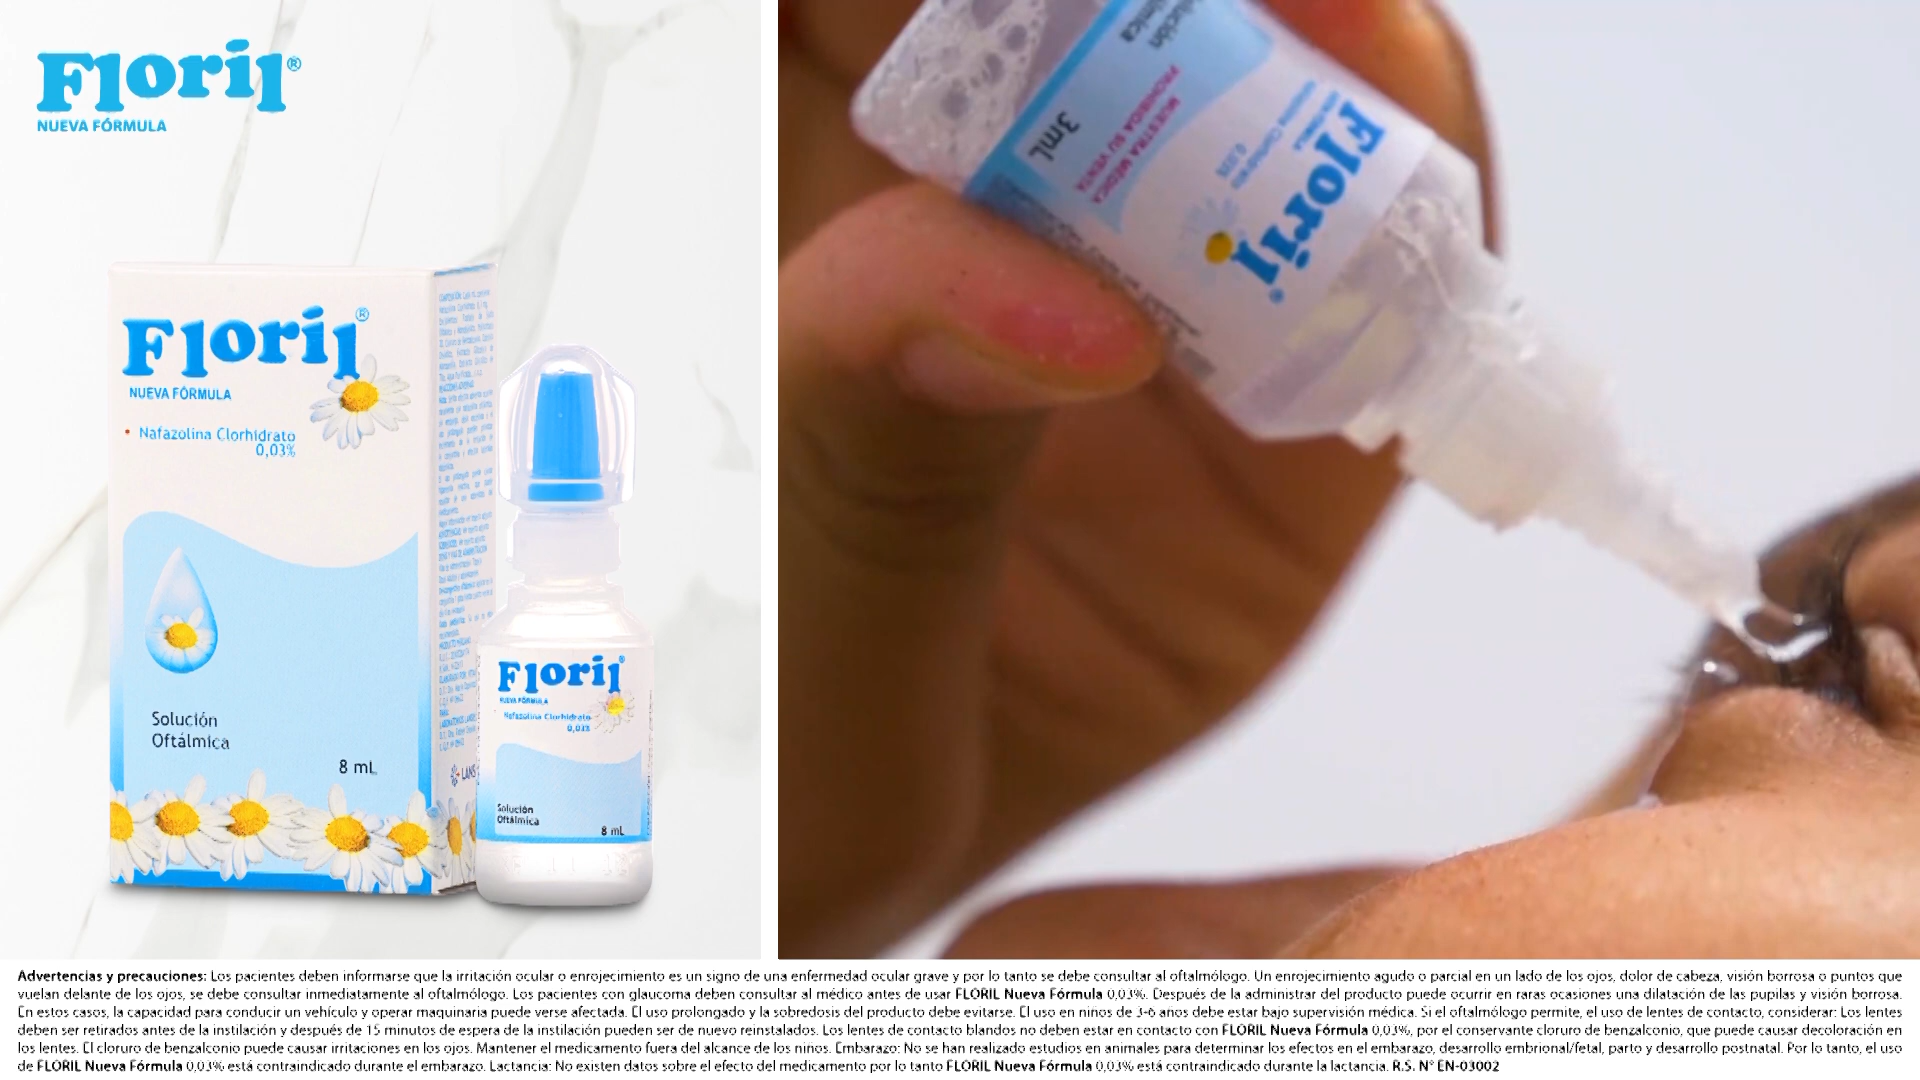 Floril®
NUEVA FÓRMULA
Floril®
NUEVA FÓRMULA
• Nafazolina Clorhidrato
0,03%
Solución
Oftálmica
8 mL
LANS
Floril®
NUEVA FÓRMULA
Nafazolina Clorhidrato
0,03%
Solución
Oftálmica
8 mL
Floril®
0,03%
MUESTRA MÉDICA
PROHIBIDA SU VENTA
3mL
Advertencias y precauciones: Los pacientes deben informarse que la irritación ocular o enrojecimiento es un signo de una enfermedad ocular grave y por lo tanto se debe consultar al oftalmólogo. Un enrojecimiento agudo o parcial en un lado de los ojos, dolor de cabeza, visión borrosa o puntos que
vuelan delante de los ojos, se debe consultar inmediatamente al oftalmólogo. Los pacientes con glaucoma deben consultar al médico antes de usar FLORIL Nueva Fórmula 0,03%. Después de la administrar del producto puede ocurrir en raras ocasiones una dilatación de las pupilas y visión borrosa.
En estos casos, la capacidad para conducir un vehículo y operar maquinaria puede verse afectada. El uso prolongado y la sobredosis del producto debe evitarse. El uso en niños de 3-6 años debe estar bajo supervisión médica. Si el oftalmólogo permite, el uso de lentes de contacto, considerar: Los lentes
deben ser retirados antes de la instilación y después de 15 minutos de espera de la instilación pueden ser de nuevo reinstalados. Los lentes de contacto blandos no deben estar en contacto con FLORIL Nueva Fórmula 0,03%, por el conservante cloruro de benzalconio, que puede causar decoloración en
los lentes. El cloruro de benzalconio puede causar irritaciones en los ojos. Mantener el medicamento fuera del alcance de los niños. Embarazo: No se han realizado estudios en animales para determinar los efectos en el embarazo, desarrollo embrional/fetal, parto y desarrollo postnatal. Por lo tanto, el uso
de FLORIL Nueva Fórmula 0,03% está contraindicado durante el embarazo. Lactancia: No existen datos sobre el efecto del medicamento por lo tanto FLORIL Nueva Fórmula 0,03% está contraindicado durante la lactancia. R.S. N° EN-03002